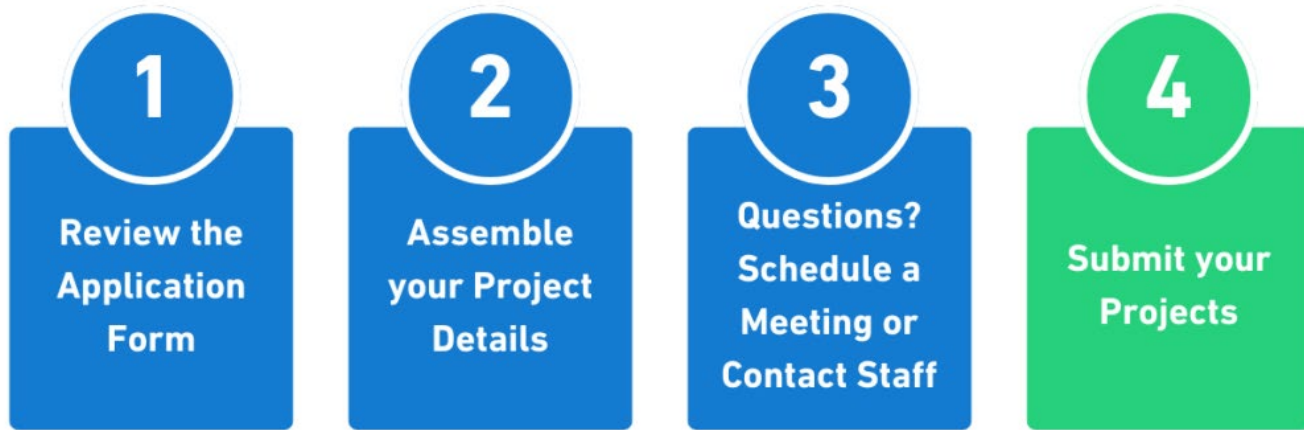 1
Review the
Application
Form
2
Assemble
your Project
Details
3
Questions?
Schedule a
Meeting or
Contact Staff
4
Submit your
Projects